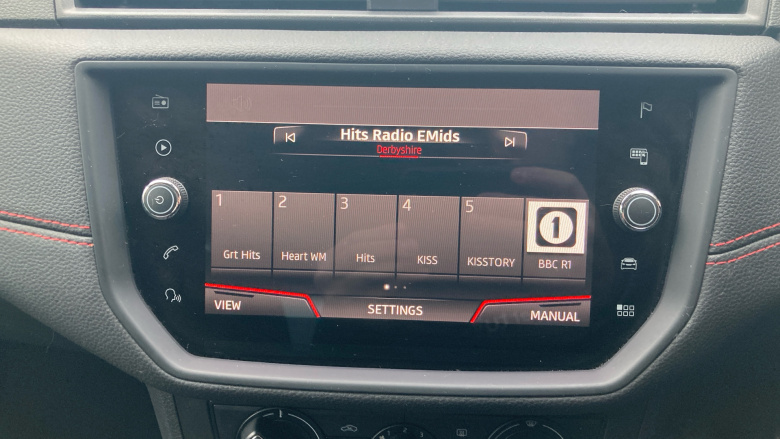 Hits Radio EMids
Derbyshire
1 2 3 4 5 1
Grt Hits Heart WM Hits KISS KISSTORY BBC R1
VIEW SETTINGS MANUAL